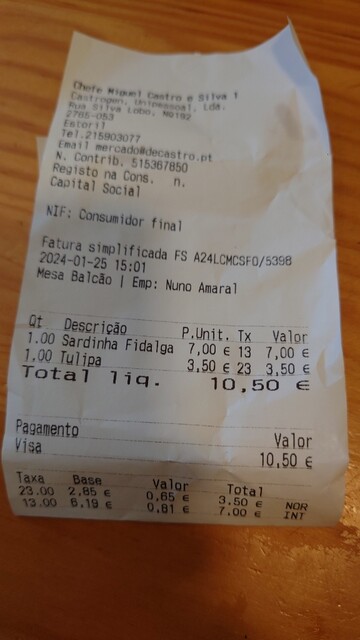 Chefe Miguel Castro e Silva 1
Castrogen, Unipessoal, Lda.
Rua Silva Lobo, Nº192
2785-053
Estoril
Tel.215903077
Email mercado@decastro.pt
N. Contrib. 515367850
Registo na Cons. n.
Capital Social
NIF: Consumidor final
Fatura simplificada FS A24LCMCSFO/5398
2024-01-25 15:01
Mesa Balcão | Emp: Nuno Amaral
Qt Descrição P.Unit. Tx Valor
1.00 Sardinha Fidalga 7,00 € 13 7,00 €
1.00 Tulipa 3,50 € 23 3,50 €
Total liq. 10,50 €
Pagamento Valor
Visa 10,50 €
Taxa Base Valor Total
23.00 2,85 € 0,65 € 3.50 € NOR
13.00 6,19 € 0,81 € 7.00 € INT